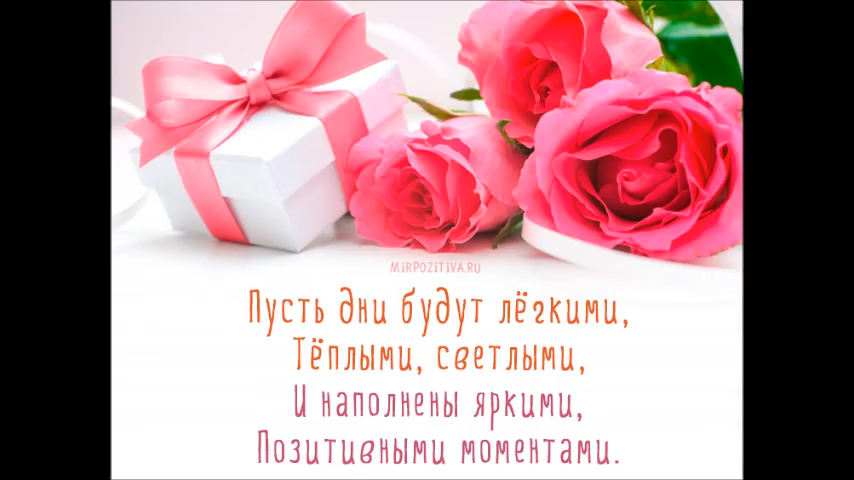 MIRPOZITIVA.RU
Пусть дни будут лёгкими,
Тёплыми, светлыми,
И наполнены яркими,
Позитивными моментами.